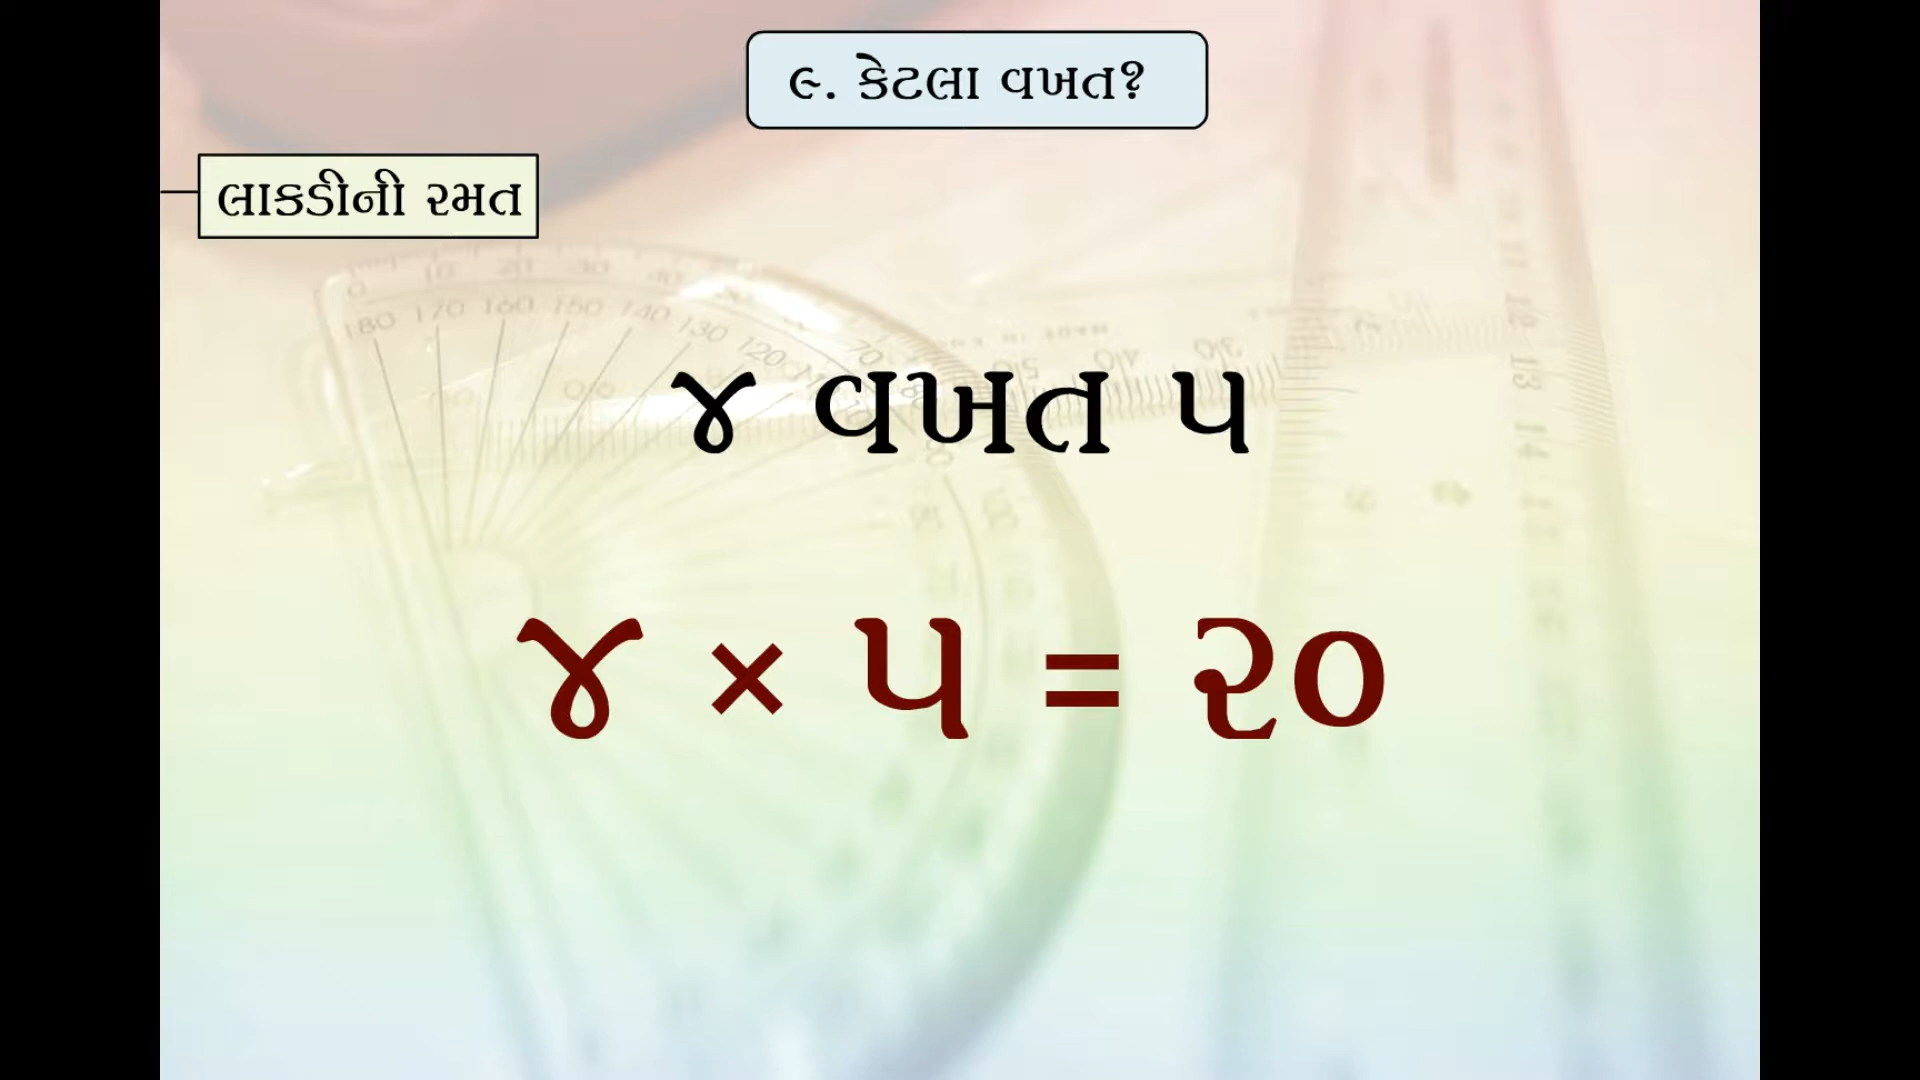 ૯. કેટલા વખત?
લાકડીની રમત
૪ વખત ૫
૪ × ૫ = ૨૦